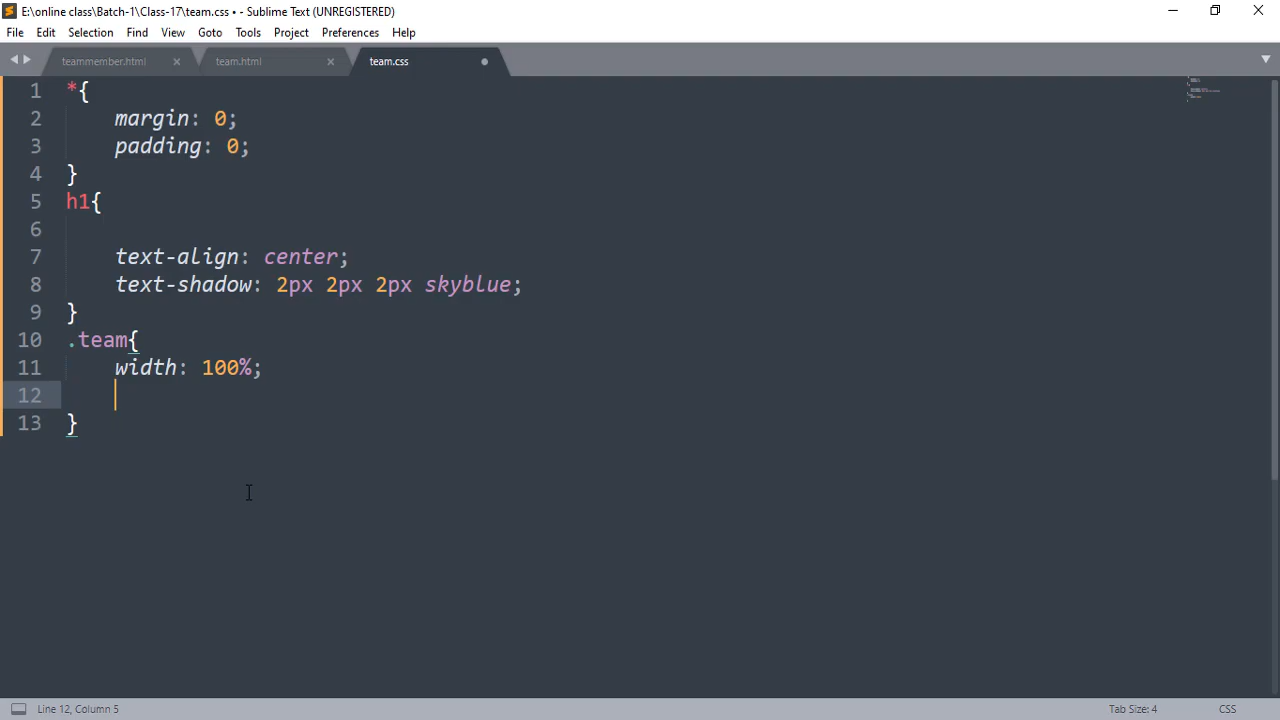 E:\online class\Batch-1\Class-17\team.css • - Sublime Text (UNREGISTERED)
File Edit Selection Find View Goto Tools Project Preferences Help
teammember.html team.html team.css
1 *{
2 margin: 0;
3 padding: 0;
4 }
5 h1{
6
7 text-align: center;
8 text-shadow: 2px 2px 2px skyblue;
9 }
10 .team{
11 width: 100%;
12
13 }
Line 12, Column 5 Tab Size: 4 CSS